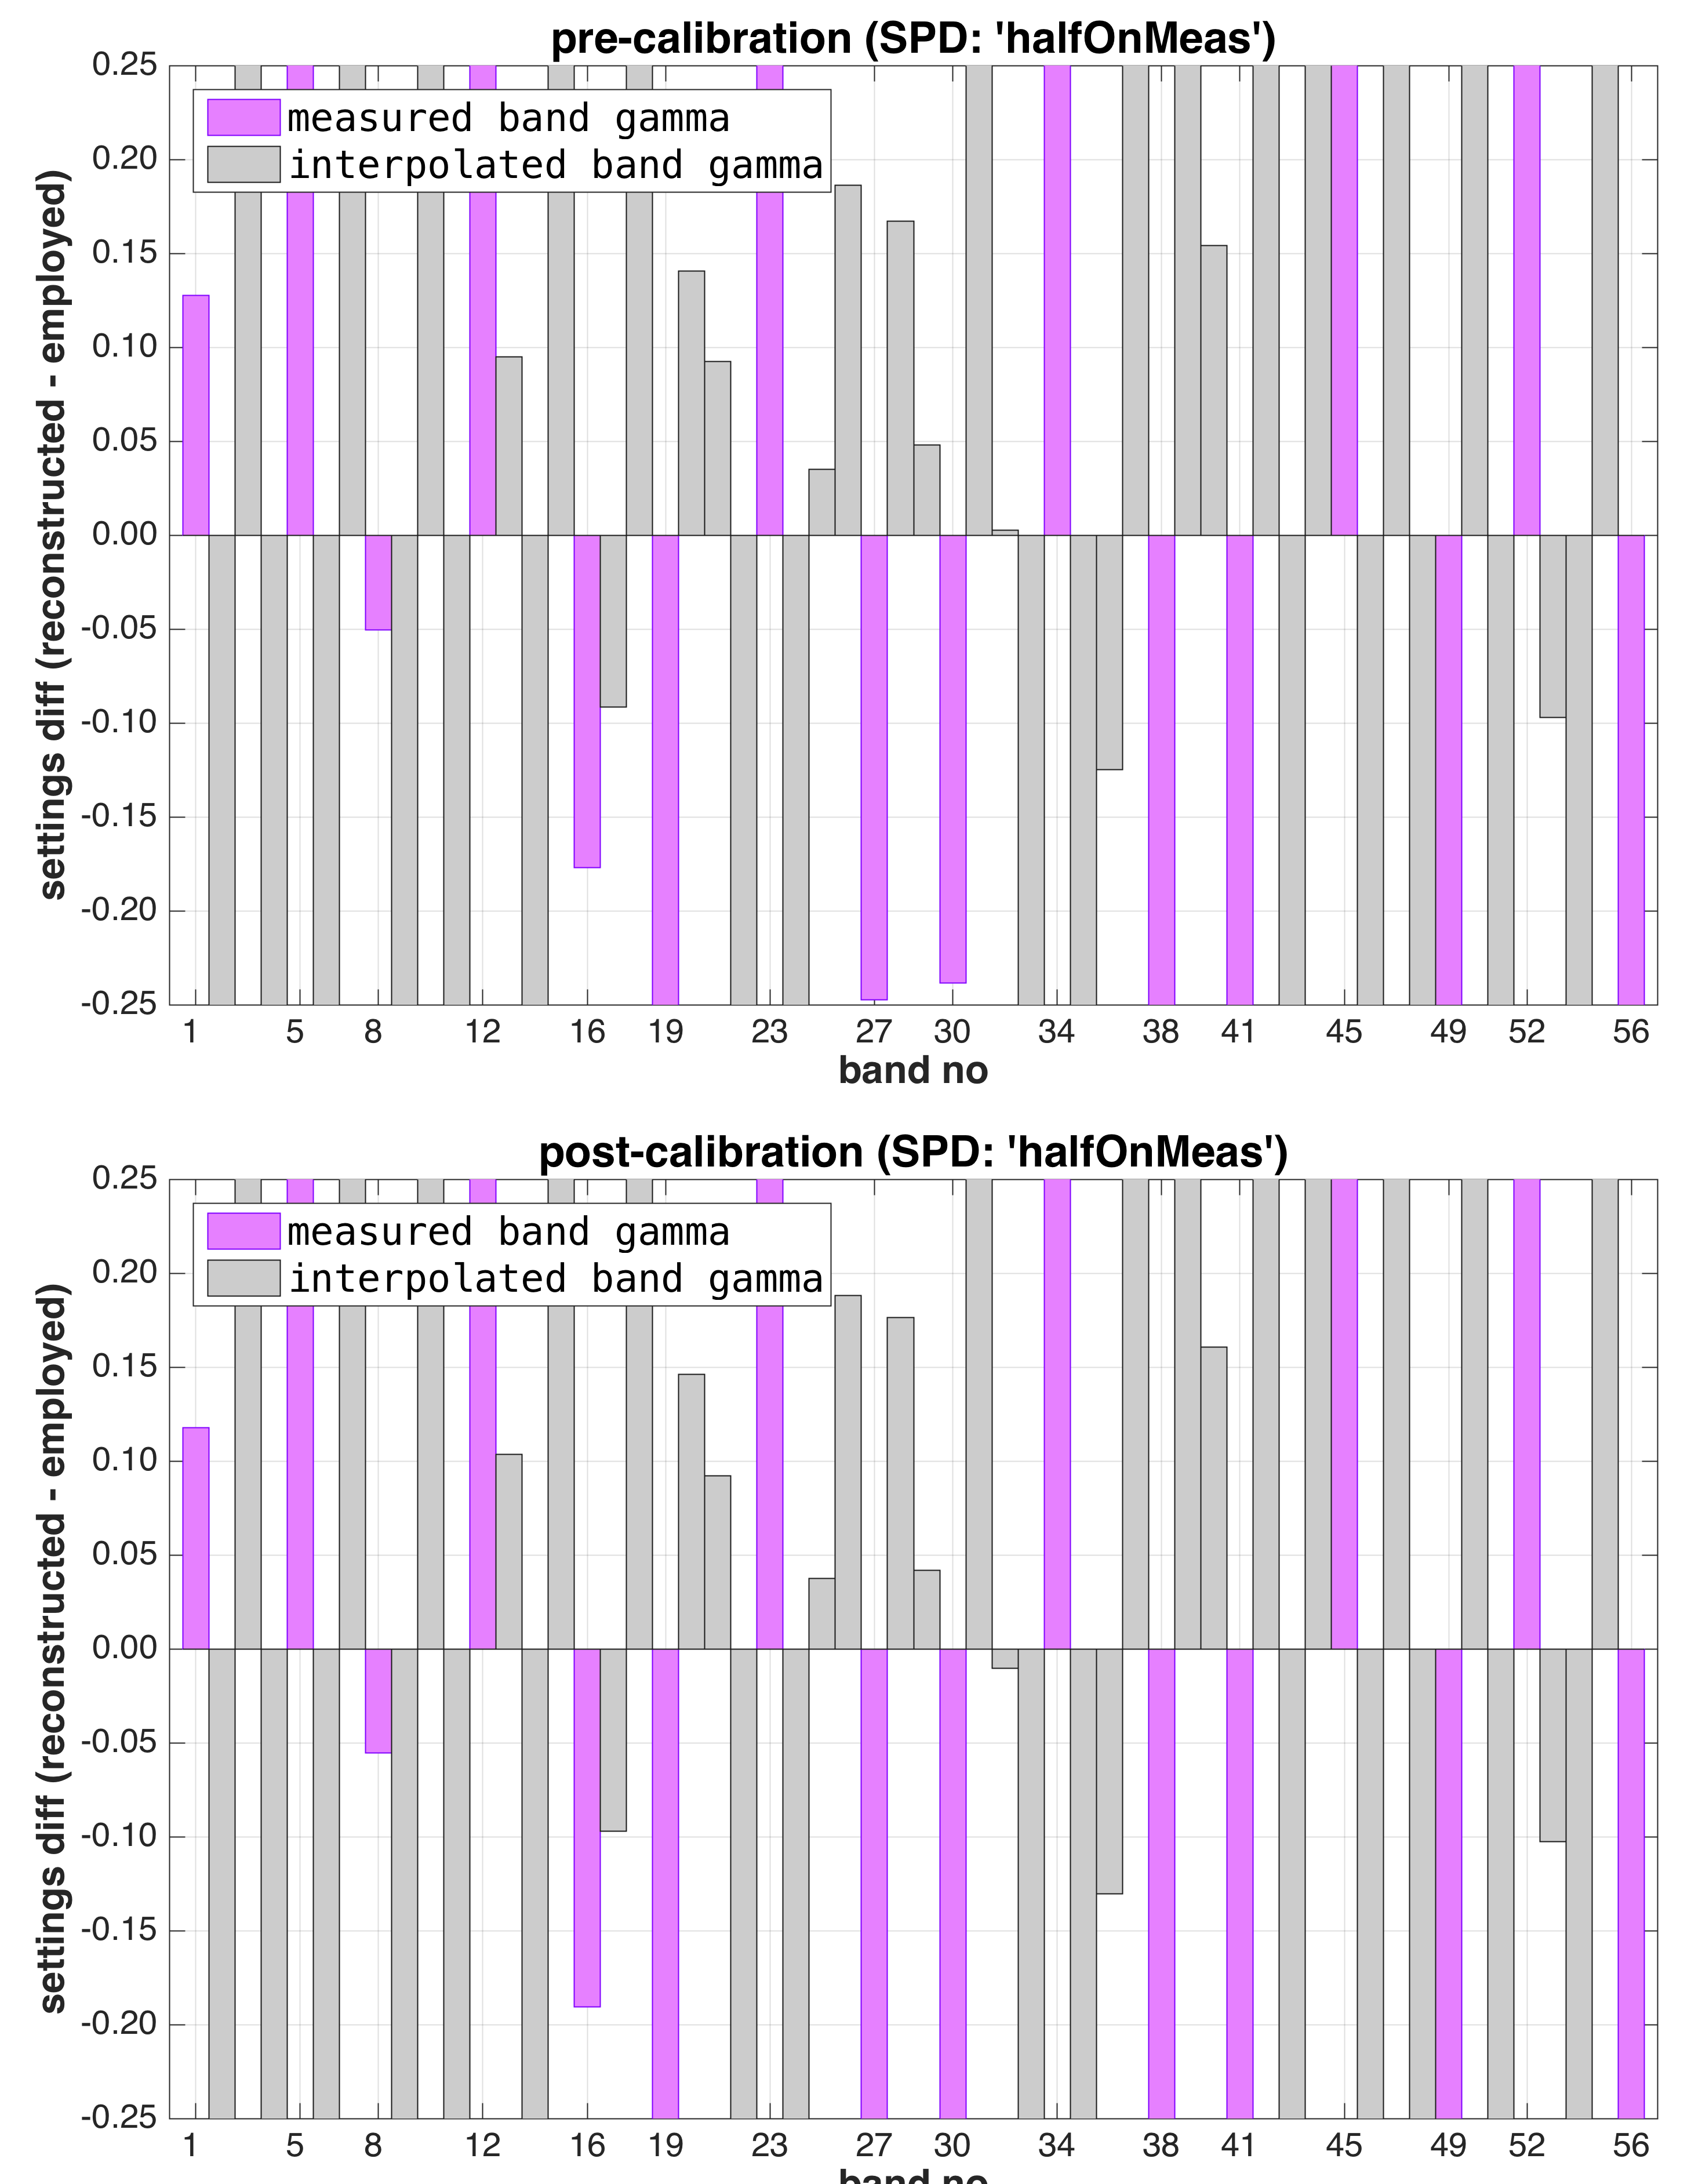 pre-calibration (SPD: 'halfOnMeas')
settings diff (reconstructed - employed)
0.25
0.20
0.15
0.10
0.05
0.00
-0.05
-0.10
-0.15
-0.20
-0.25
measured band gamma
interpolated band gamma
1 5 8 12 16 19 23 27 30 34 38 41 45 49 52 56
band no
post-calibration (SPD: 'halfOnMeas')
settings diff (reconstructed - employed)
0.25
0.20
0.15
0.10
0.05
0.00
-0.05
-0.10
-0.15
-0.20
-0.25
measured band gamma
interpolated band gamma
1 5 8 12 16 19 23 27 30 34 38 41 45 49 52 56
band no